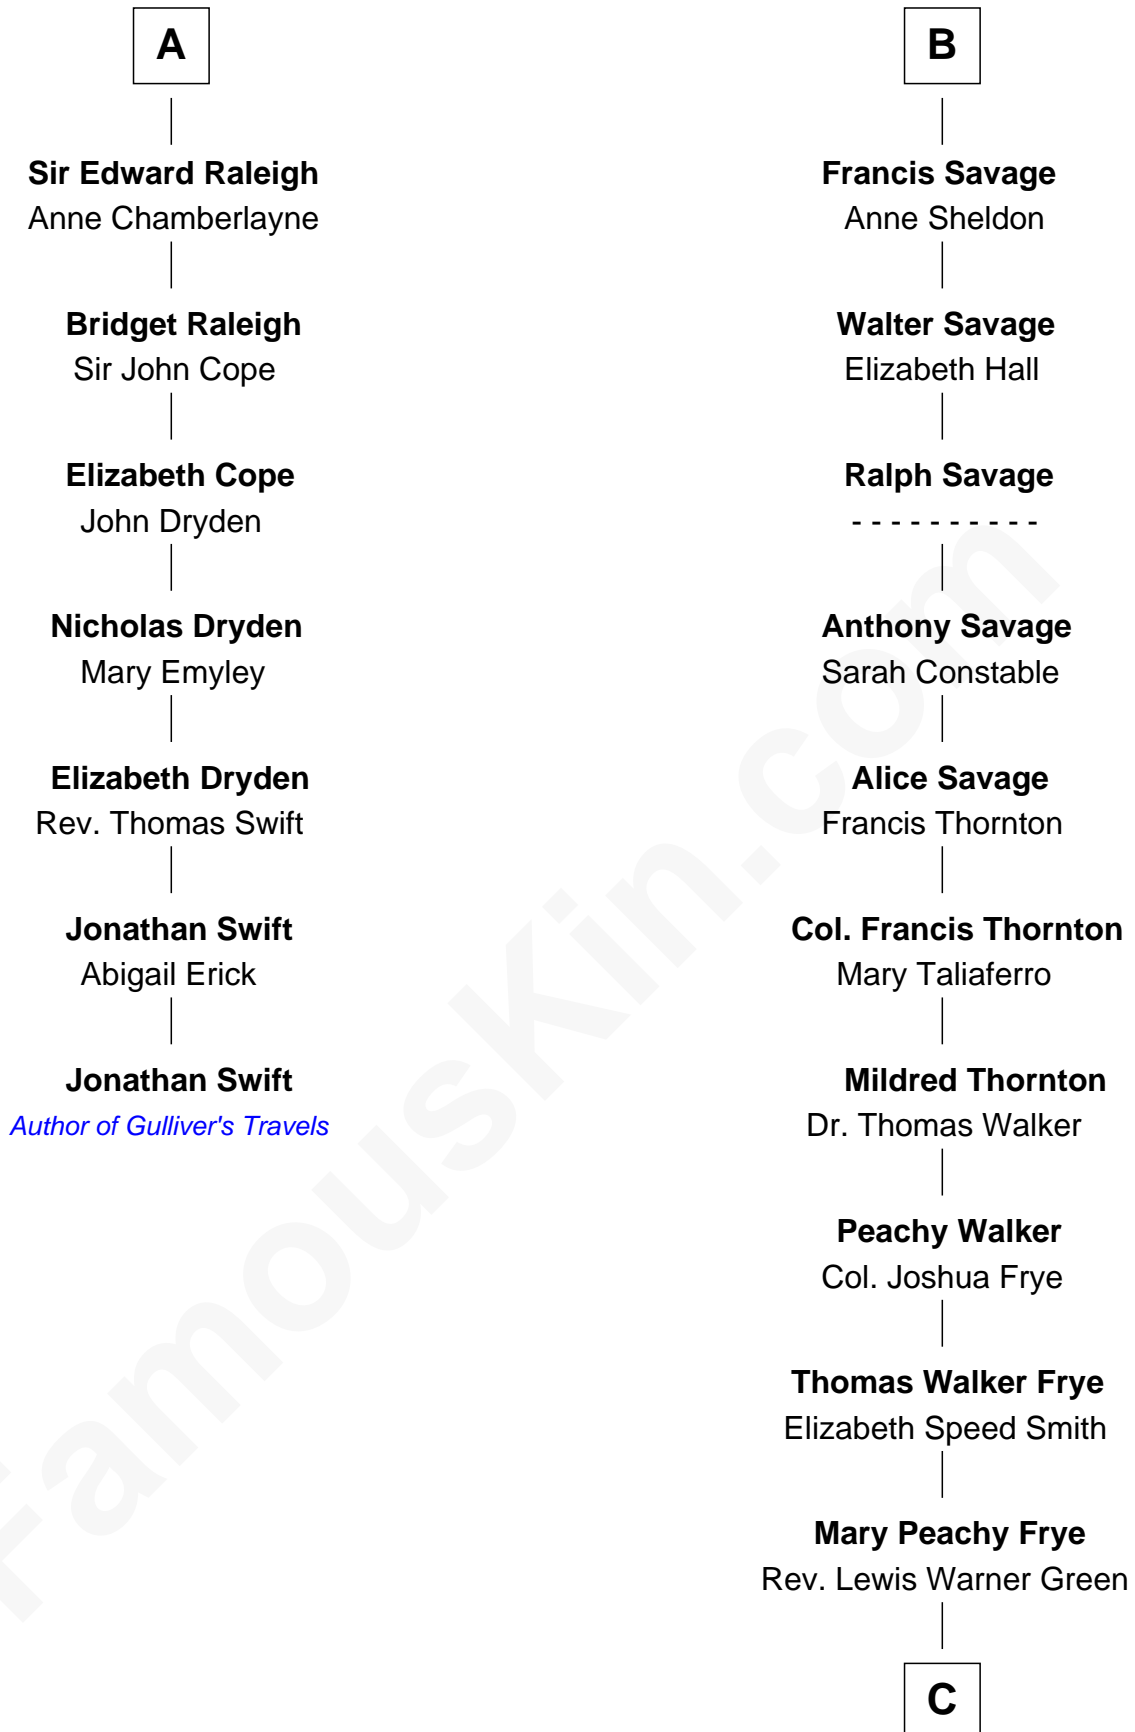 A
Sir Edward Raleigh
Anne Chamberlayne
Bridget Raleigh
Sir John Cope
Elizabeth Cope
John Dryden
Nicholas Dryden
Mary Emyley
Elizabeth Dryden
Rev. Thomas Swift
Jonathan Swift
Abigail Erick
Jonathan Swift
Author of Gulliver's Travels
B
Francis Savage
Anne Sheldon
Walter Savage
Elizabeth Hall
Ralph Savage
- - - - - - - - - -
Anthony Savage
Sarah Constable
Alice Savage
Francis Thornton
Col. Francis Thornton
Mary Taliaferro
Mildred Thornton
Dr. Thomas Walker
Peachy Walker
Col. Joshua Frye
Thomas Walker Frye
Elizabeth Speed Smith
Mary Peachy Frye
Rev. Lewis Warner Green
C
FamousKin.com